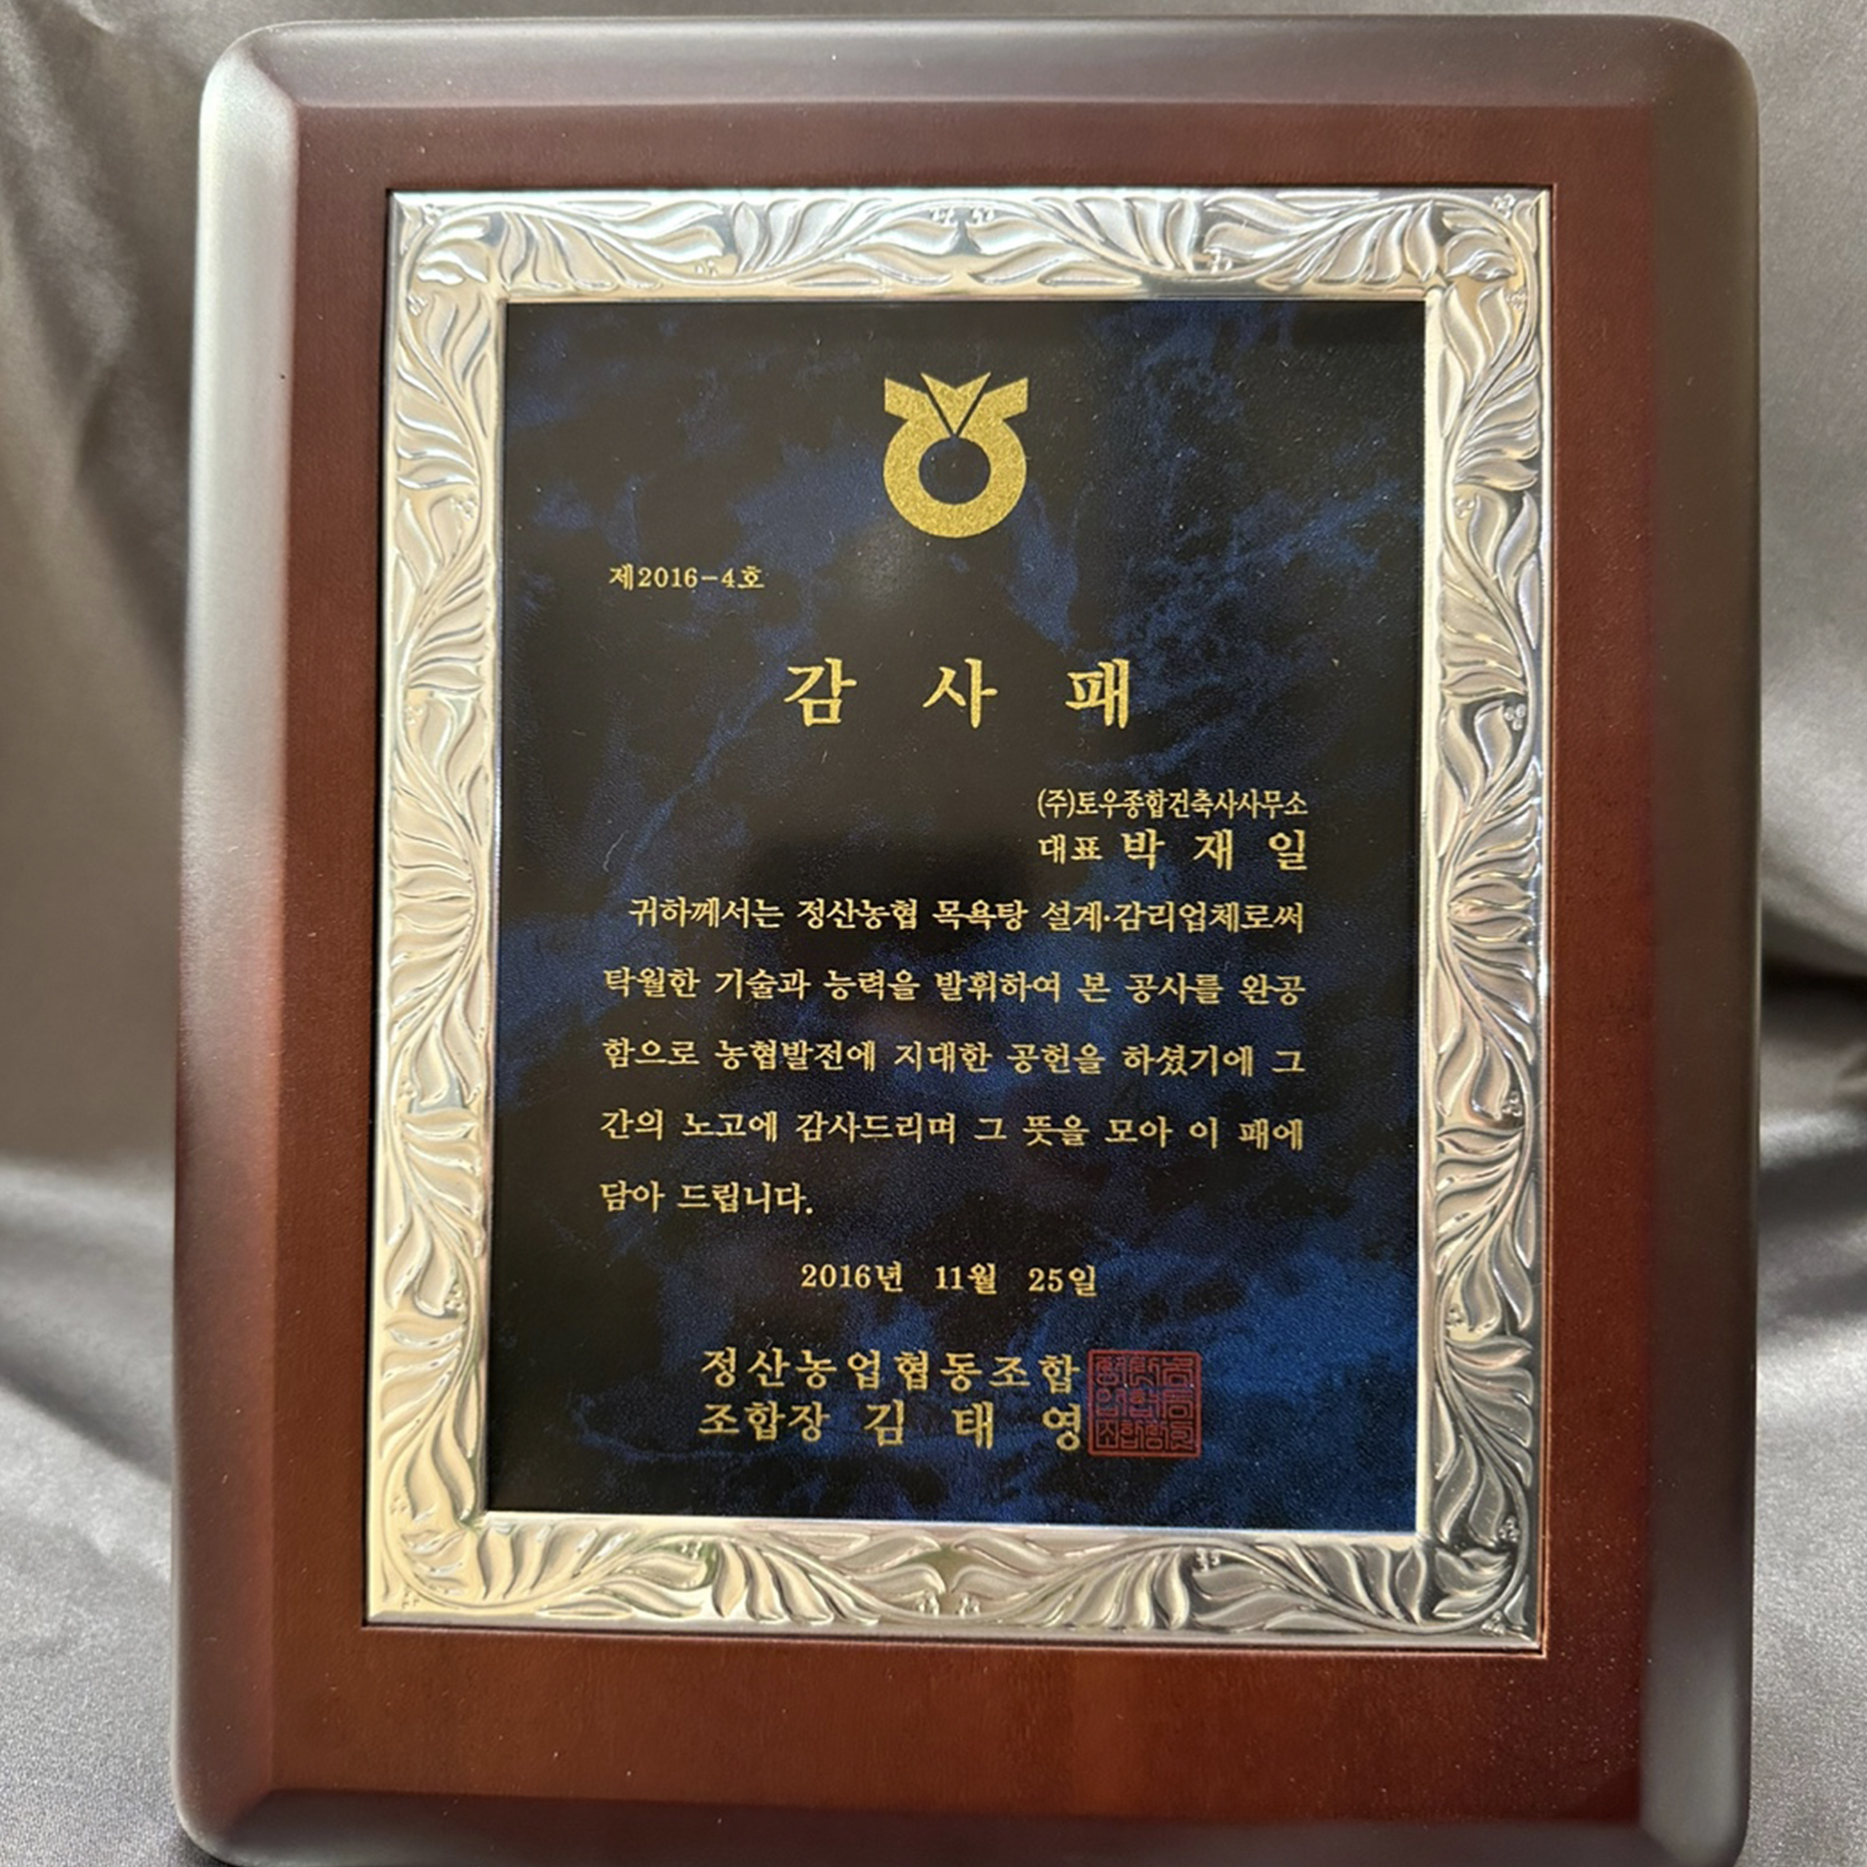 제2016-4호
감 사 패
(주)토우종합건축사사무소
대표 박 재 일
귀하께서는 정산농협 목욕탕 설계·감리업체로써
탁월한 기술과 능력을 발휘하여 본 공사를 완공
함으로 농협발전에 지대한 공헌을 하셨기에 그
간의 노고에 감사드리며 그 뜻을 모아 이 패에
담아 드립니다.
2016년 11월 25일
정산농업협동조합
조합장 김 태 영